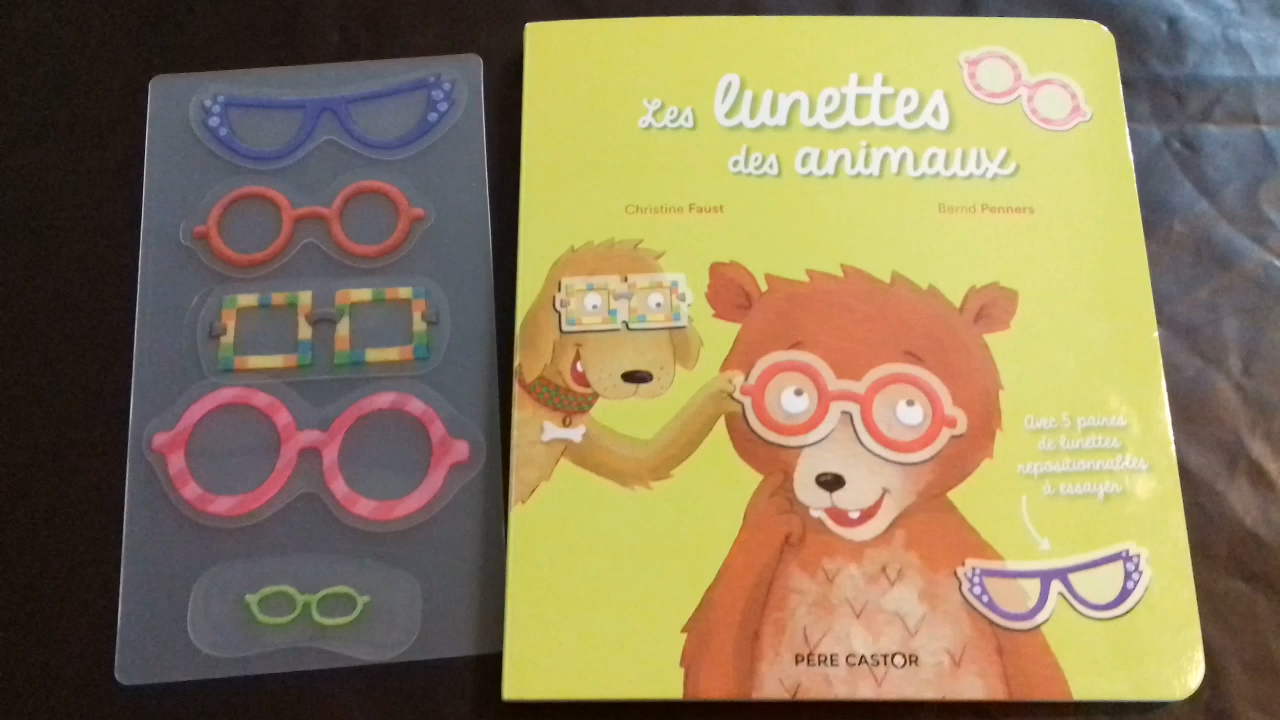 Les lunettes
des animaux
Christine Faust
Bernd Penners
Avec 5 paires
de lunettes
repositionnables
à essayer !
PÈRE CASTOR